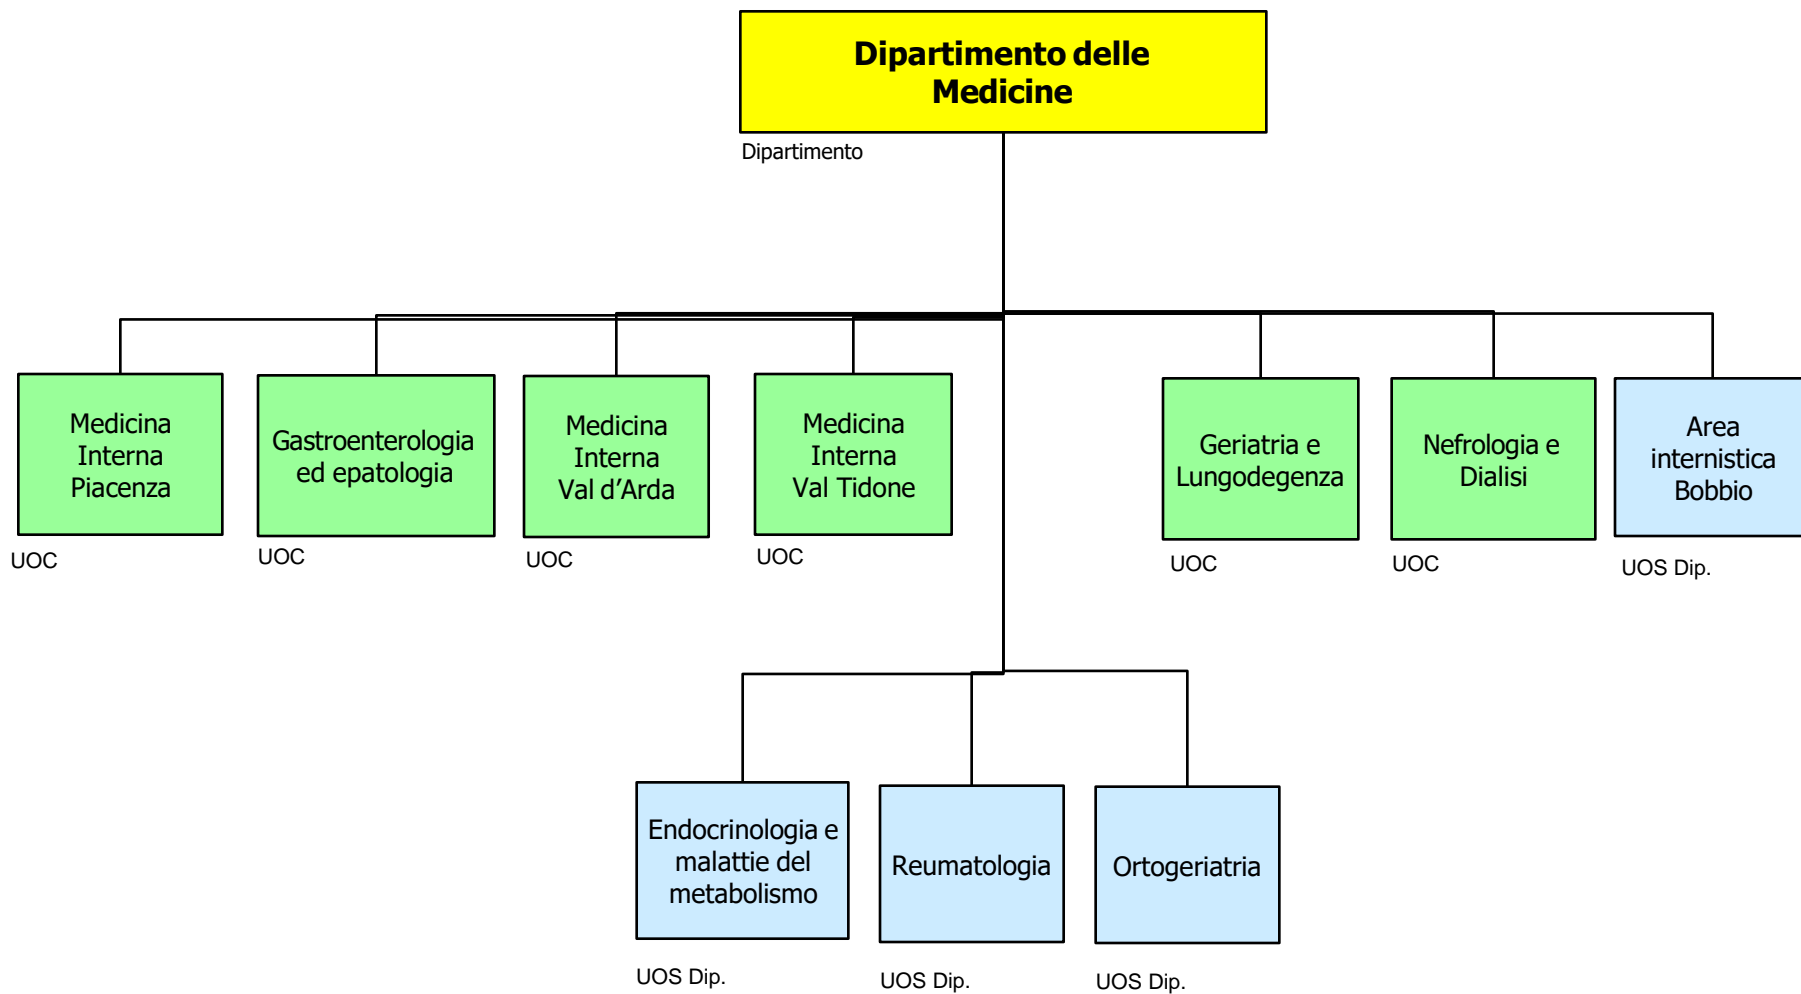 Dipartimento delle
Medicine
Dipartimento
Medicina
Interna
Piacenza
UOC
Gastroenterologia
ed epatologia
UOC
Medicina
Interna
Val d’Arda
UOC
Medicina
Interna
Val Tidone
UOC
Geriatria e
Lungodegenza
UOC
Nefrologia e
Dialisi
UOC
Area
internistica
Bobbio
UOS Dip.
Endocrinologia e
malattie del
metabolismo
UOS Dip.
Reumatologia
UOS Dip.
Ortogeriatria
UOS Dip.